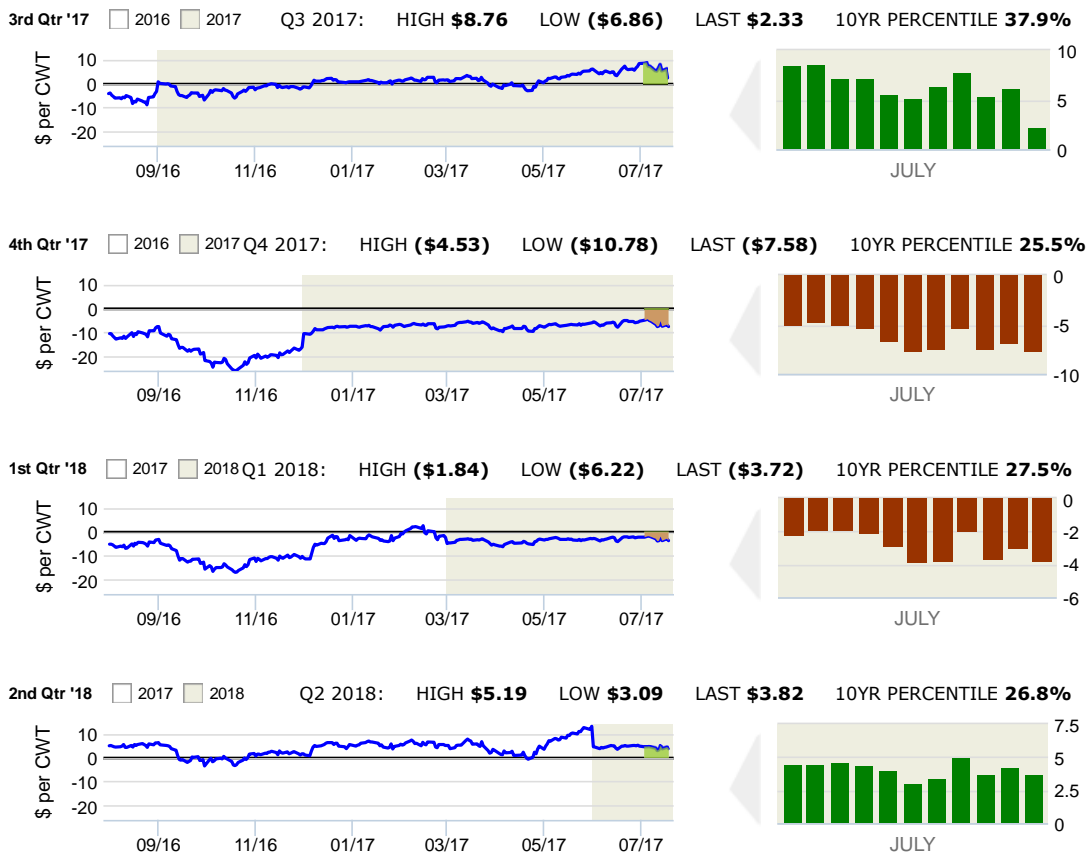 3rd Qtr '17 2016 2017 Q3 2017: HIGH $8.76 LOW ($6.86) LAST $2.33 10YR PERCENTILE 37.9%
$ per CWT
10
0
-10
-20
09/16 11/16 01/17 03/17 05/17 07/17
10
5
0
JULY
4th Qtr '17 2016 2017 Q4 2017: HIGH ($4.53) LOW ($10.78) LAST ($7.58) 10YR PERCENTILE 25.5%
$ per CWT
10
0
-10
-20
09/16 11/16 01/17 03/17 05/17 07/17
0
-5
-10
JULY
1st Qtr '18 2017 2018 Q1 2018: HIGH ($1.84) LOW ($6.22) LAST ($3.72) 10YR PERCENTILE 27.5%
$ per CWT
10
0
-10
-20
09/16 11/16 01/17 03/17 05/17 07/17
0
-2
-4
-6
JULY
2nd Qtr '18 2017 2018 Q2 2018: HIGH $5.19 LOW $3.09 LAST $3.82 10YR PERCENTILE 26.8%
$ per CWT
10
0
-10
-20
09/16 11/16 01/17 03/17 05/17 07/17
7.5
5
2.5
0
JULY